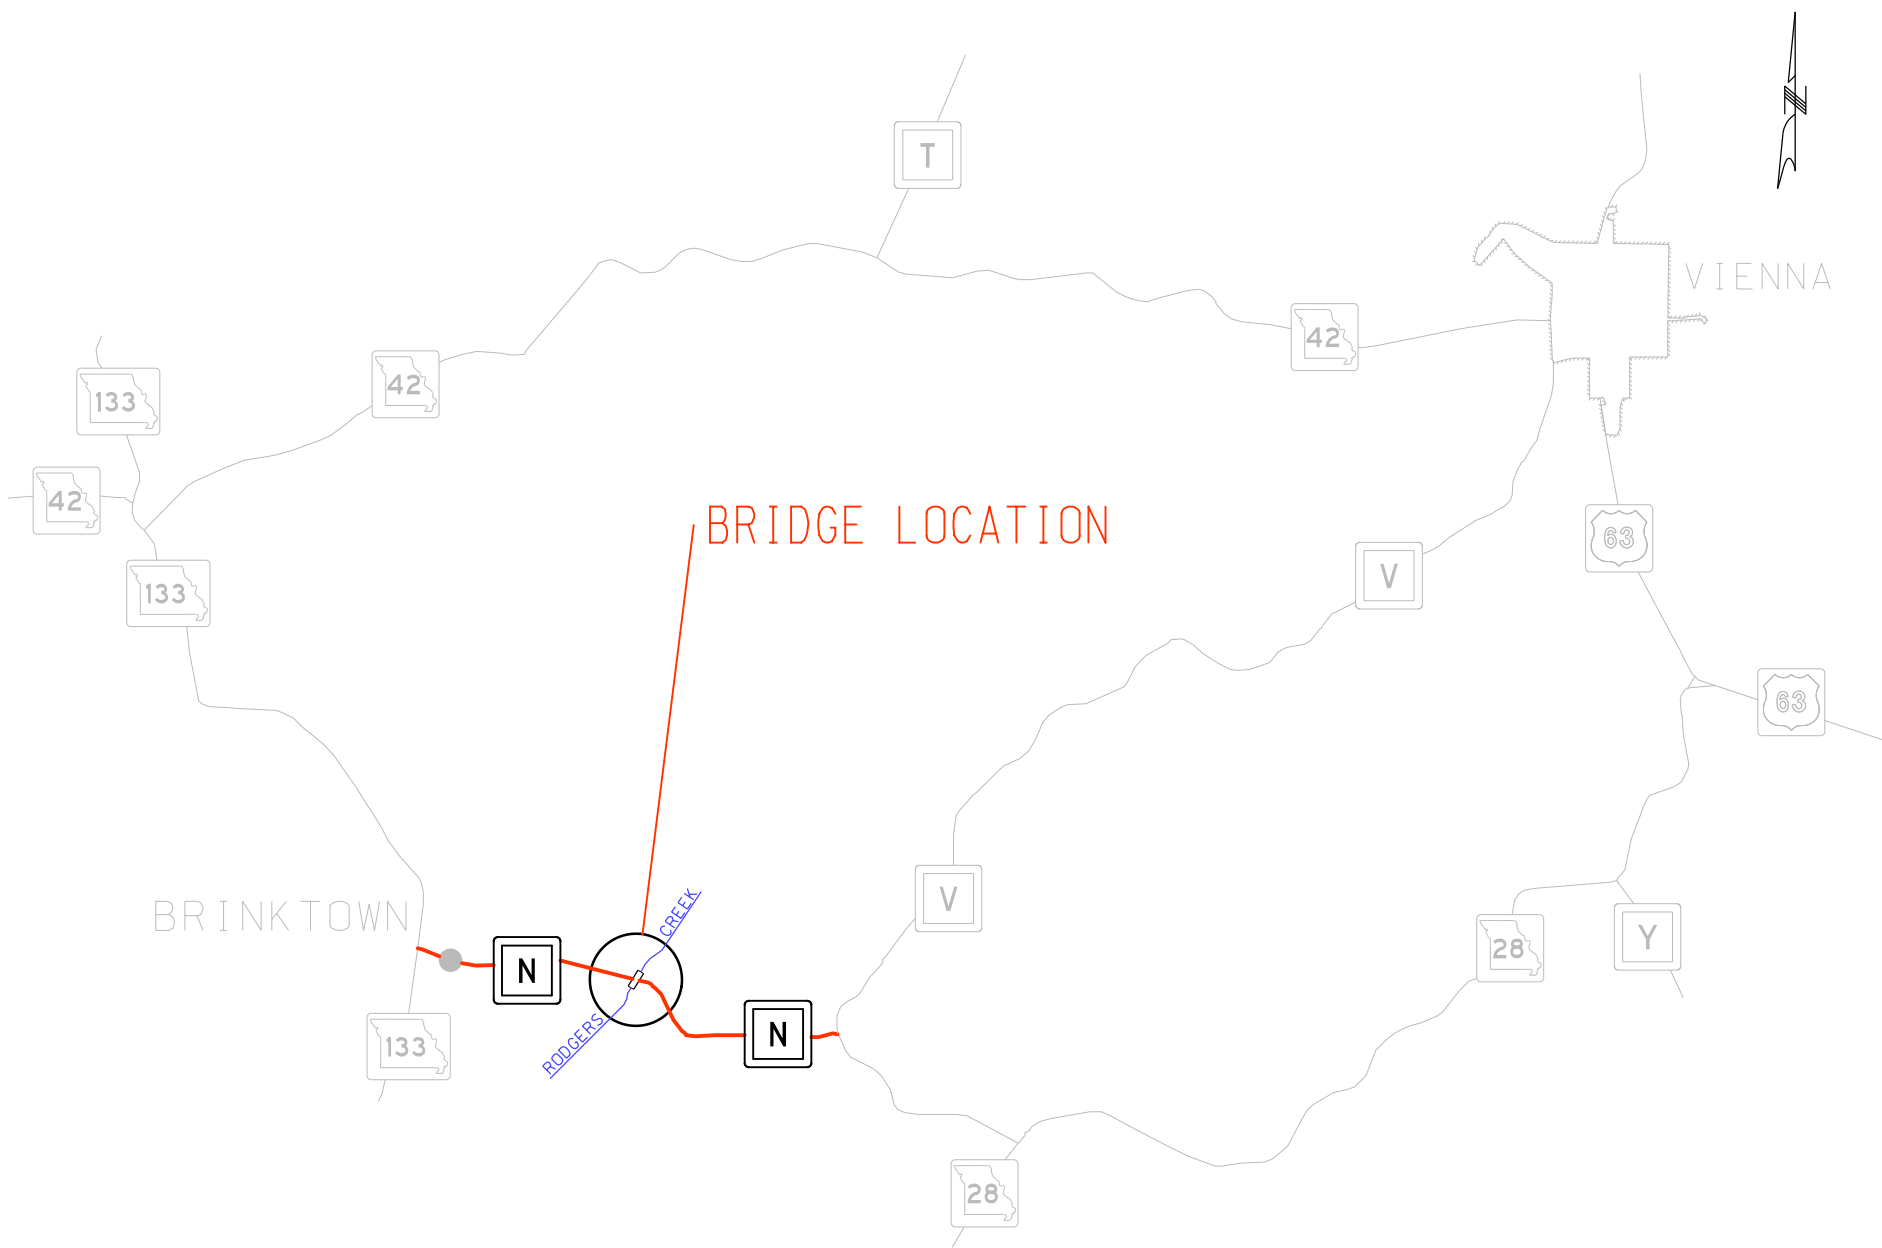 N
T
VIENNA
42
42
133
42
BRIDGE LOCATION
63
V
133
63
V
CREEK
BRINKTOWN
Y
28
N
RODGERS
N
133
28